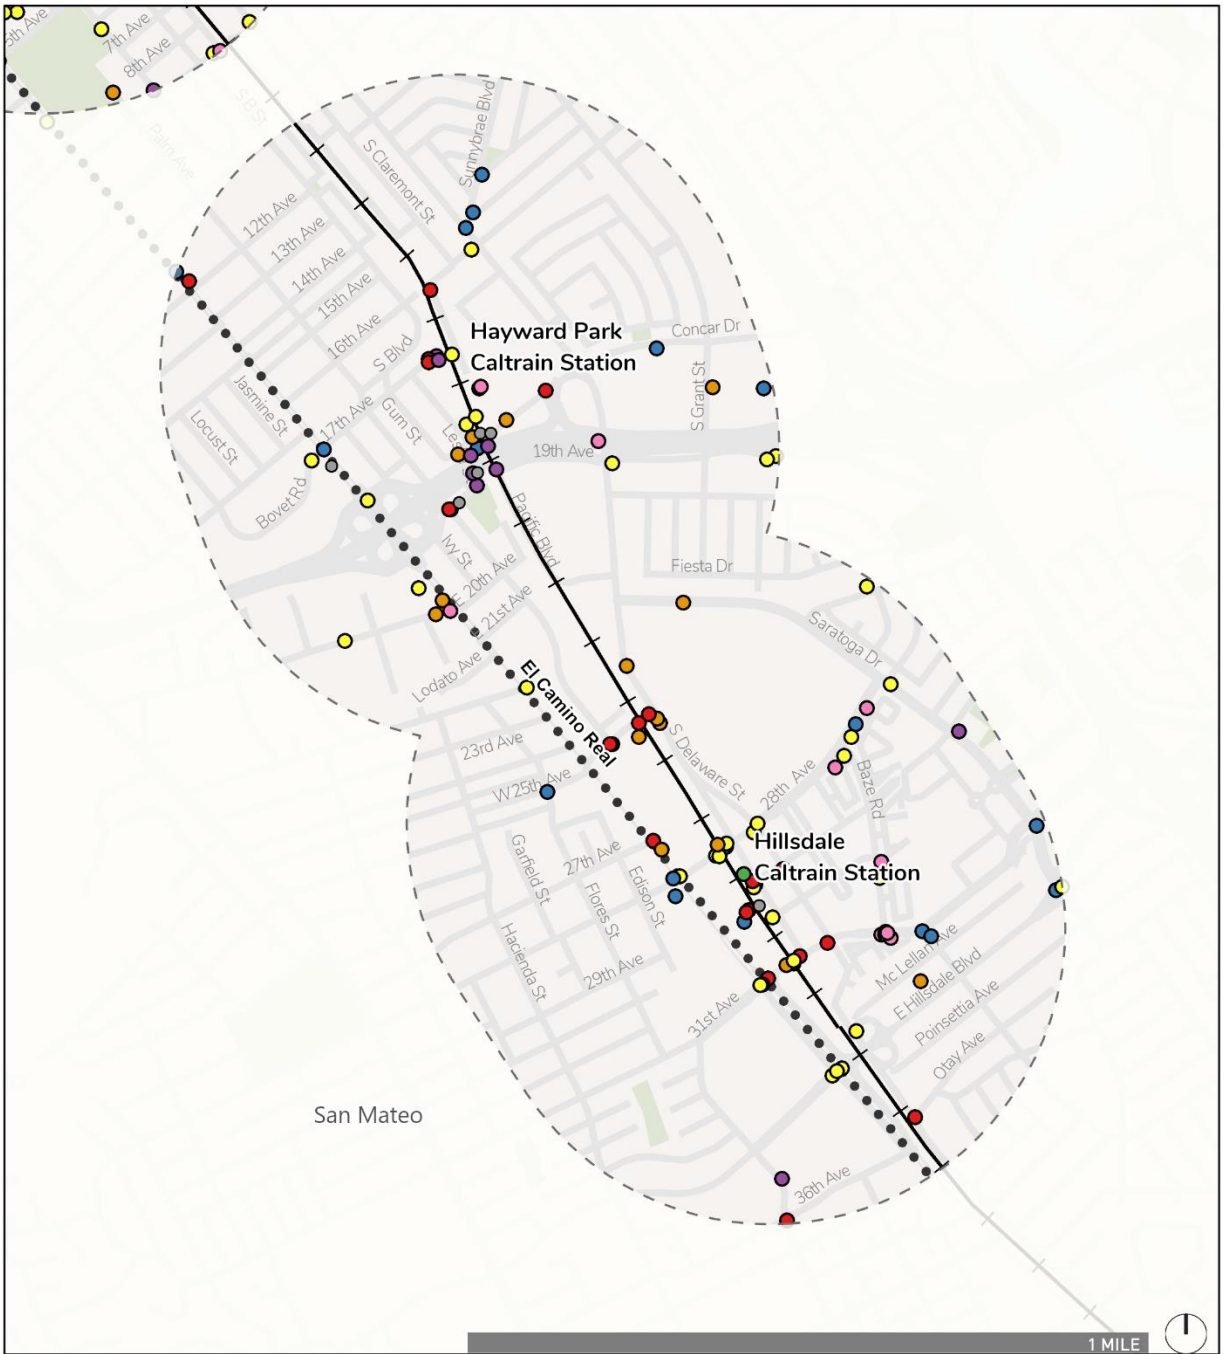 5th Ave
7th Ave
8th Ave
S B St
Palm Ave
Sunnybrae Blvd
S Claremont St
12th Ave
13th Ave
14th Ave
15th Ave
16th Ave
S Blvd
Hayward Park
Caltrain Station
Concar Dr
S Grant St
Jasmine St
17th Ave
Gum St
Locust St
Les
19th Ave
Bovet Rd
Pacific Blvd
Ivy St
E 20th Ave
E 21st Ave
Fiesta Dr
Saratoga Dr
Lodato Ave
El Camino Real
23rd Ave
S Delaware St
W 25th Ave
28th Ave
Baze Rd
Hillsdale
Caltrain Station
Garfield St
27th Ave
Edison St
Flores St
Hacienda St
29th Ave
Mc Lellan Ave
E Hillsdale Blvd
Poinsettia Ave
31st Ave
Otay Ave
San Mateo
36th Ave
1 MILE